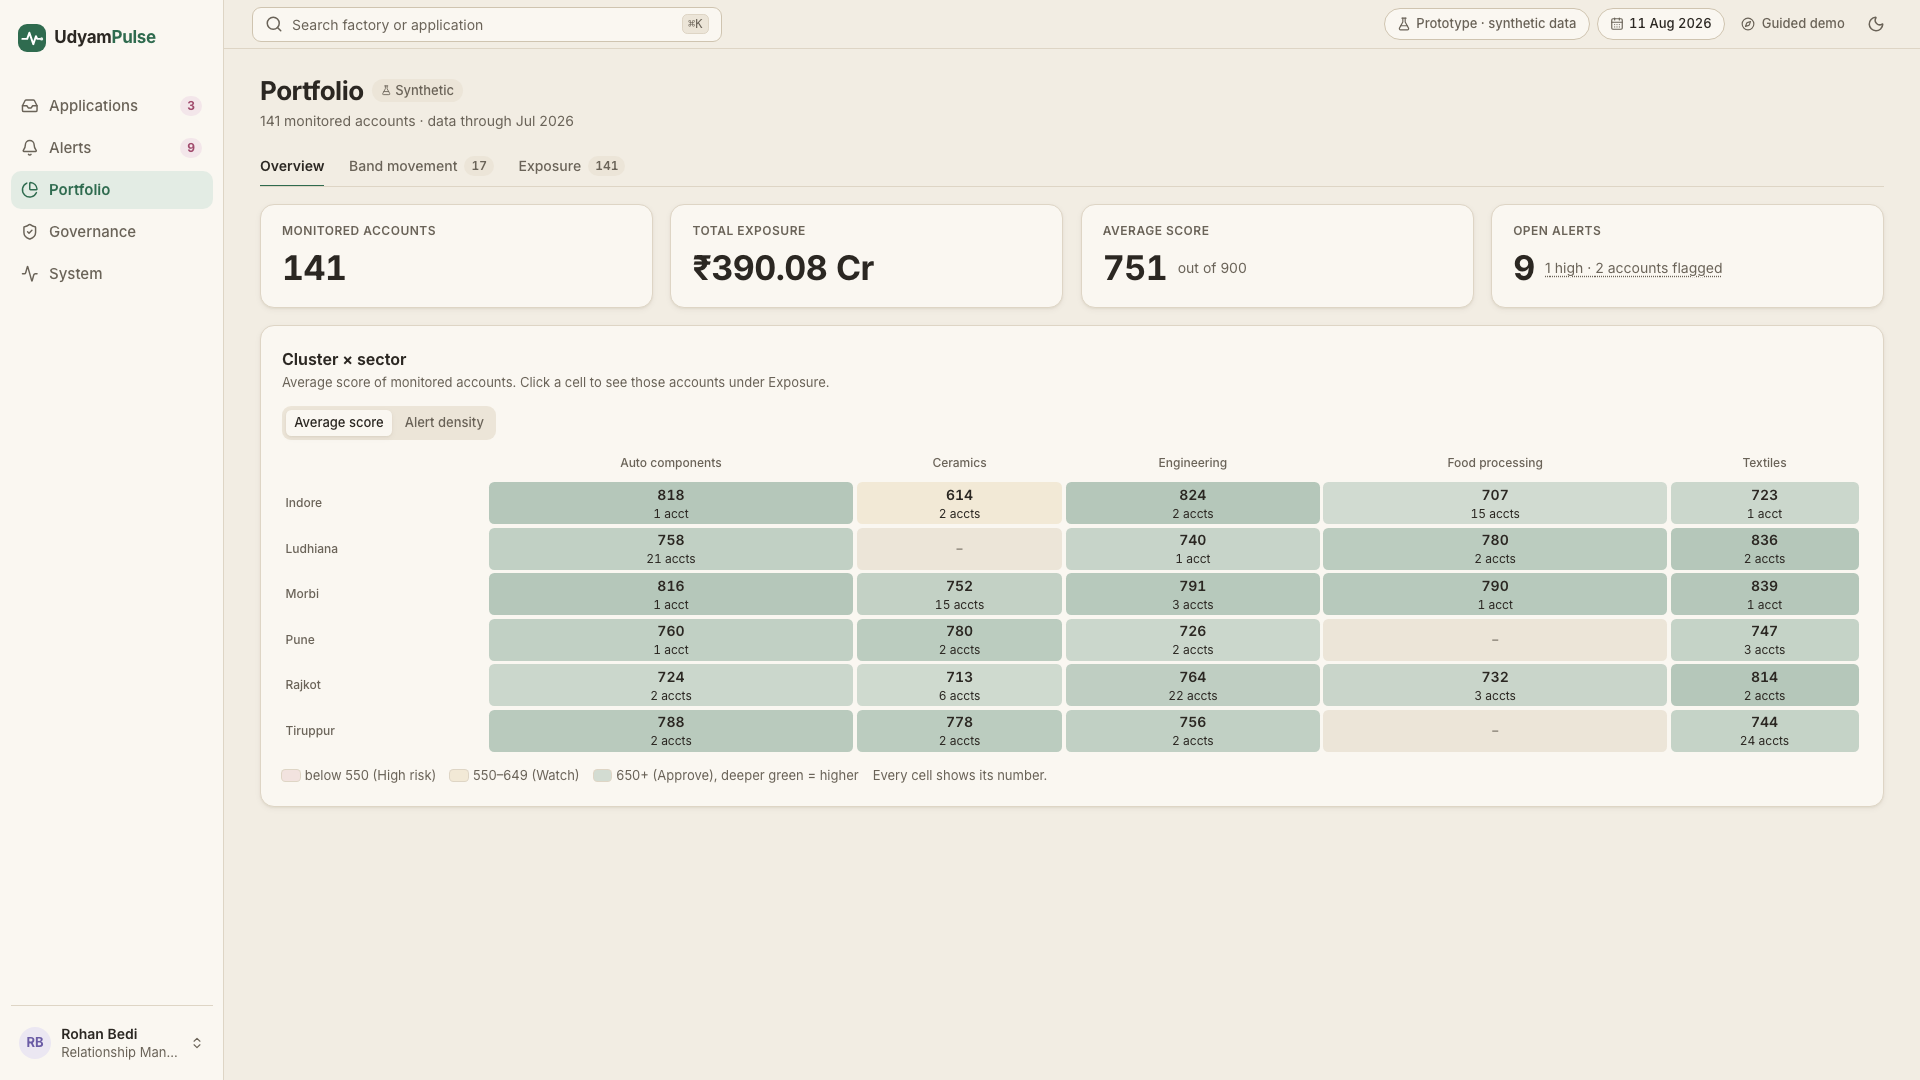 UdyamPulse
Search factory or application ⌘K
Prototype · synthetic data
11 Aug 2026
Guided demo
Applications 3
Alerts 9
Portfolio
Governance
System
Portfolio Synthetic
141 monitored accounts · data through Jul 2026
Overview Band movement 17 Exposure 141
MONITORED ACCOUNTS
141
TOTAL EXPOSURE
₹390.08 Cr
AVERAGE SCORE
751 out of 900
OPEN ALERTS
9 1 high · 2 accounts flagged
Cluster × sector
Average score of monitored accounts. Click a cell to see those accounts under Exposure.
Average score Alert density
Auto components Ceramics Engineering Food processing Textiles
Indore
818 614 824 707 723
1 acct 2 accts 2 accts 15 accts 1 acct
Ludhiana
758 – 740 780 836
21 accts 1 acct 2 accts 2 accts
Morbi
816 752 791 790 839
1 acct 15 accts 3 accts 1 acct 1 acct
Pune
760 780 726 – 747
1 acct 2 accts 2 accts 3 accts
Rajkot
724 713 764 732 814
2 accts 6 accts 22 accts 3 accts 2 accts
Tiruppur
788 778 756 – 744
2 accts 2 accts 2 accts 24 accts
below 550 (High risk) 550–649 (Watch) 650+ (Approve), deeper green = higher Every cell shows its number.
RB
Rohan Bedi
Relationship Man...